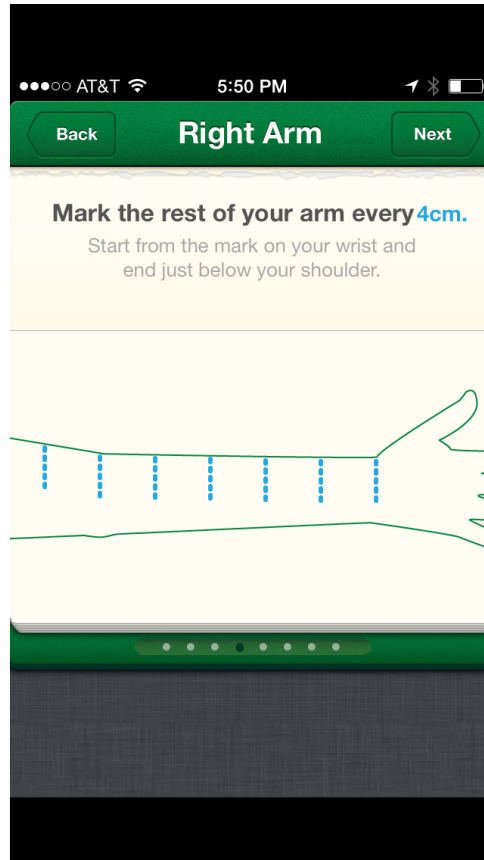 AT&T 5:50 PM
Back Right Arm Next
Mark the rest of your arm every 4cm.
Start from the mark on your wrist and
end just below your shoulder.